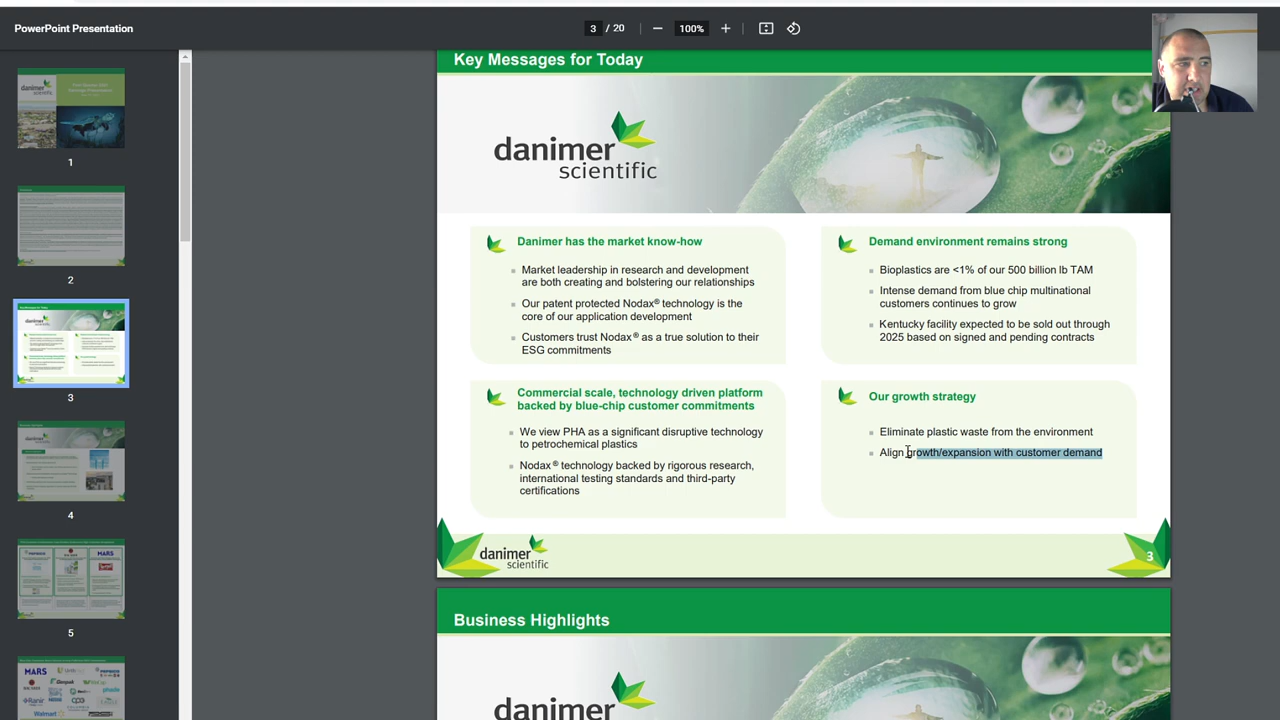 PowerPoint Presentation
3 / 20
100%
1
2
3
4
5
MARS
Walmart
Key Messages for Today
danimer
scientific
Danimer has the market know-how
Market leadership in research and development
are both creating and bolstering our relationships
Our patent protected Nodax® technology is the
core of our application development
Customers trust Nodax® as a true solution to their
ESG commitments
Demand environment remains strong
Bioplastics are <1% of our 500 billion lb TAM
Intense demand from blue chip multinational
customers continues to grow
Kentucky facility expected to be sold out through
2025 based on signed and pending contracts
Commercial scale, technology driven platform
backed by blue-chip customer commitments
We view PHA as a significant disruptive technology
to petrochemical plastics
Nodax® technology backed by rigorous research,
international testing standards and third-party
certifications
Our growth strategy
Eliminate plastic waste from the environment
Align growth/expansion with customer demand
danimer
scientific
3
Business Highlights
danimer